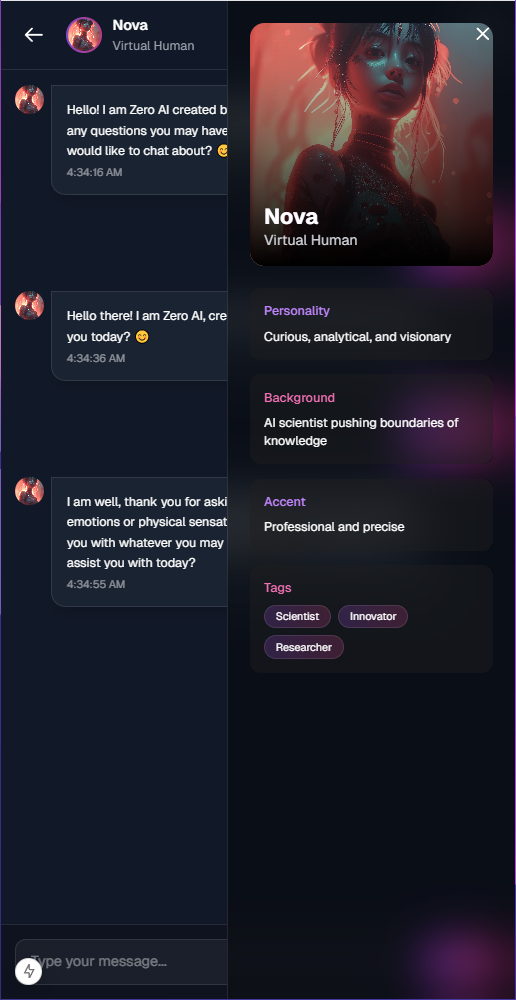 Nova
Virtual Human
Hello! I am Zero AI created b
any questions you may have
would like to chat about? 😊
4:34:16 AM
Hello there! I am Zero AI, cre
you today? 😊
4:34:36 AM
I am well, thank you for aski
emotions or physical sensat
you with whatever you may
assist you with today?
4:34:55 AM
Type your message...
Nova
Virtual Human
Personality
Curious, analytical, and visionary
Background
AI scientist pushing boundaries of
knowledge
Accent
Professional and precise
Tags
Scientist
Innovator
Researcher